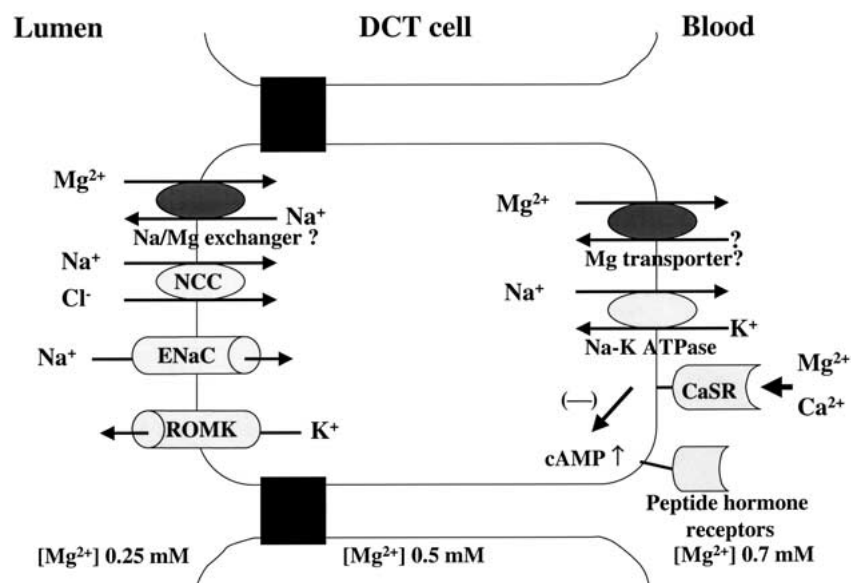 Lumen
DCT cell
Blood
Mg²⁺
Na⁺
Na/Mg exchanger ?
Na⁺
NCC
Cl⁻
Na⁺
ENaC
ROMK
K⁺
Mg²⁺
?
Mg transporter?
Na⁺
K⁺
Na-K ATPase
Mg²⁺
CaSR
Ca²⁺
(—)
cAMP ↑
Peptide hormone
receptors
[Mg²⁺] 0.25 mM
[Mg²⁺] 0.5 mM
[Mg²⁺] 0.7 mM